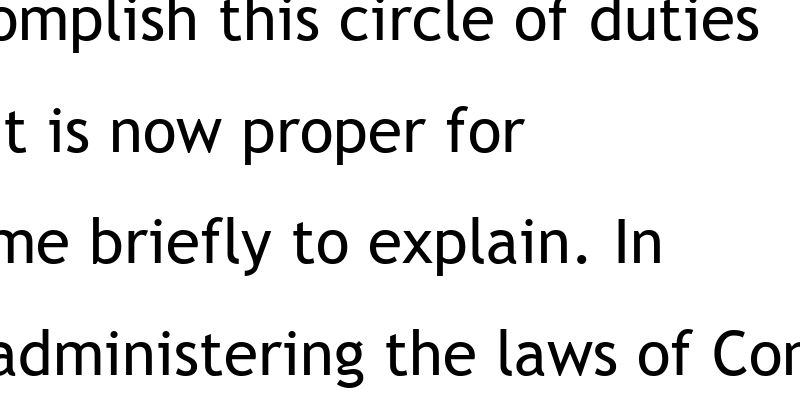 omplish this circle of duties
t is now proper for
me briefly to explain. In
administering the laws of Con